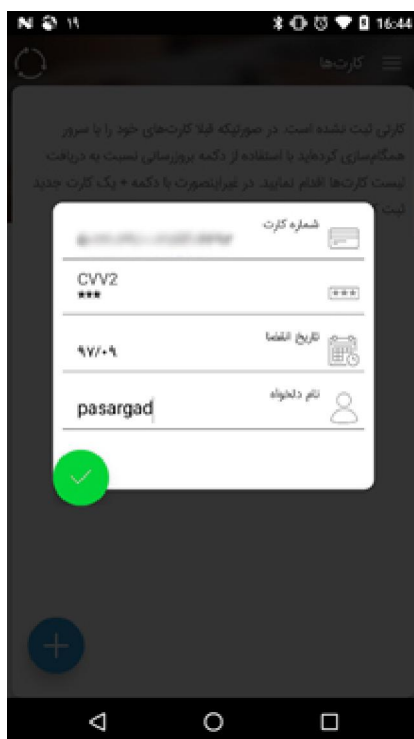 ۱۹ 16:44
کارت‌ها
کارتی ثبت نشده است. در صورتیکه قبلا کارت‌های خود را با سرور
همگام‌سازی کرده‌اید با استفاده از دکمه بروزرسانی نسبت به دریافت
لیست کارت‌ها اقدام نمایید. در غیراینصورت با دکمه + یک کارت جدید
ثبت
شماره کارت
CVV2
***
تاریخ انقضا
۹۷/۰۹
نام دلخواه
pasargad